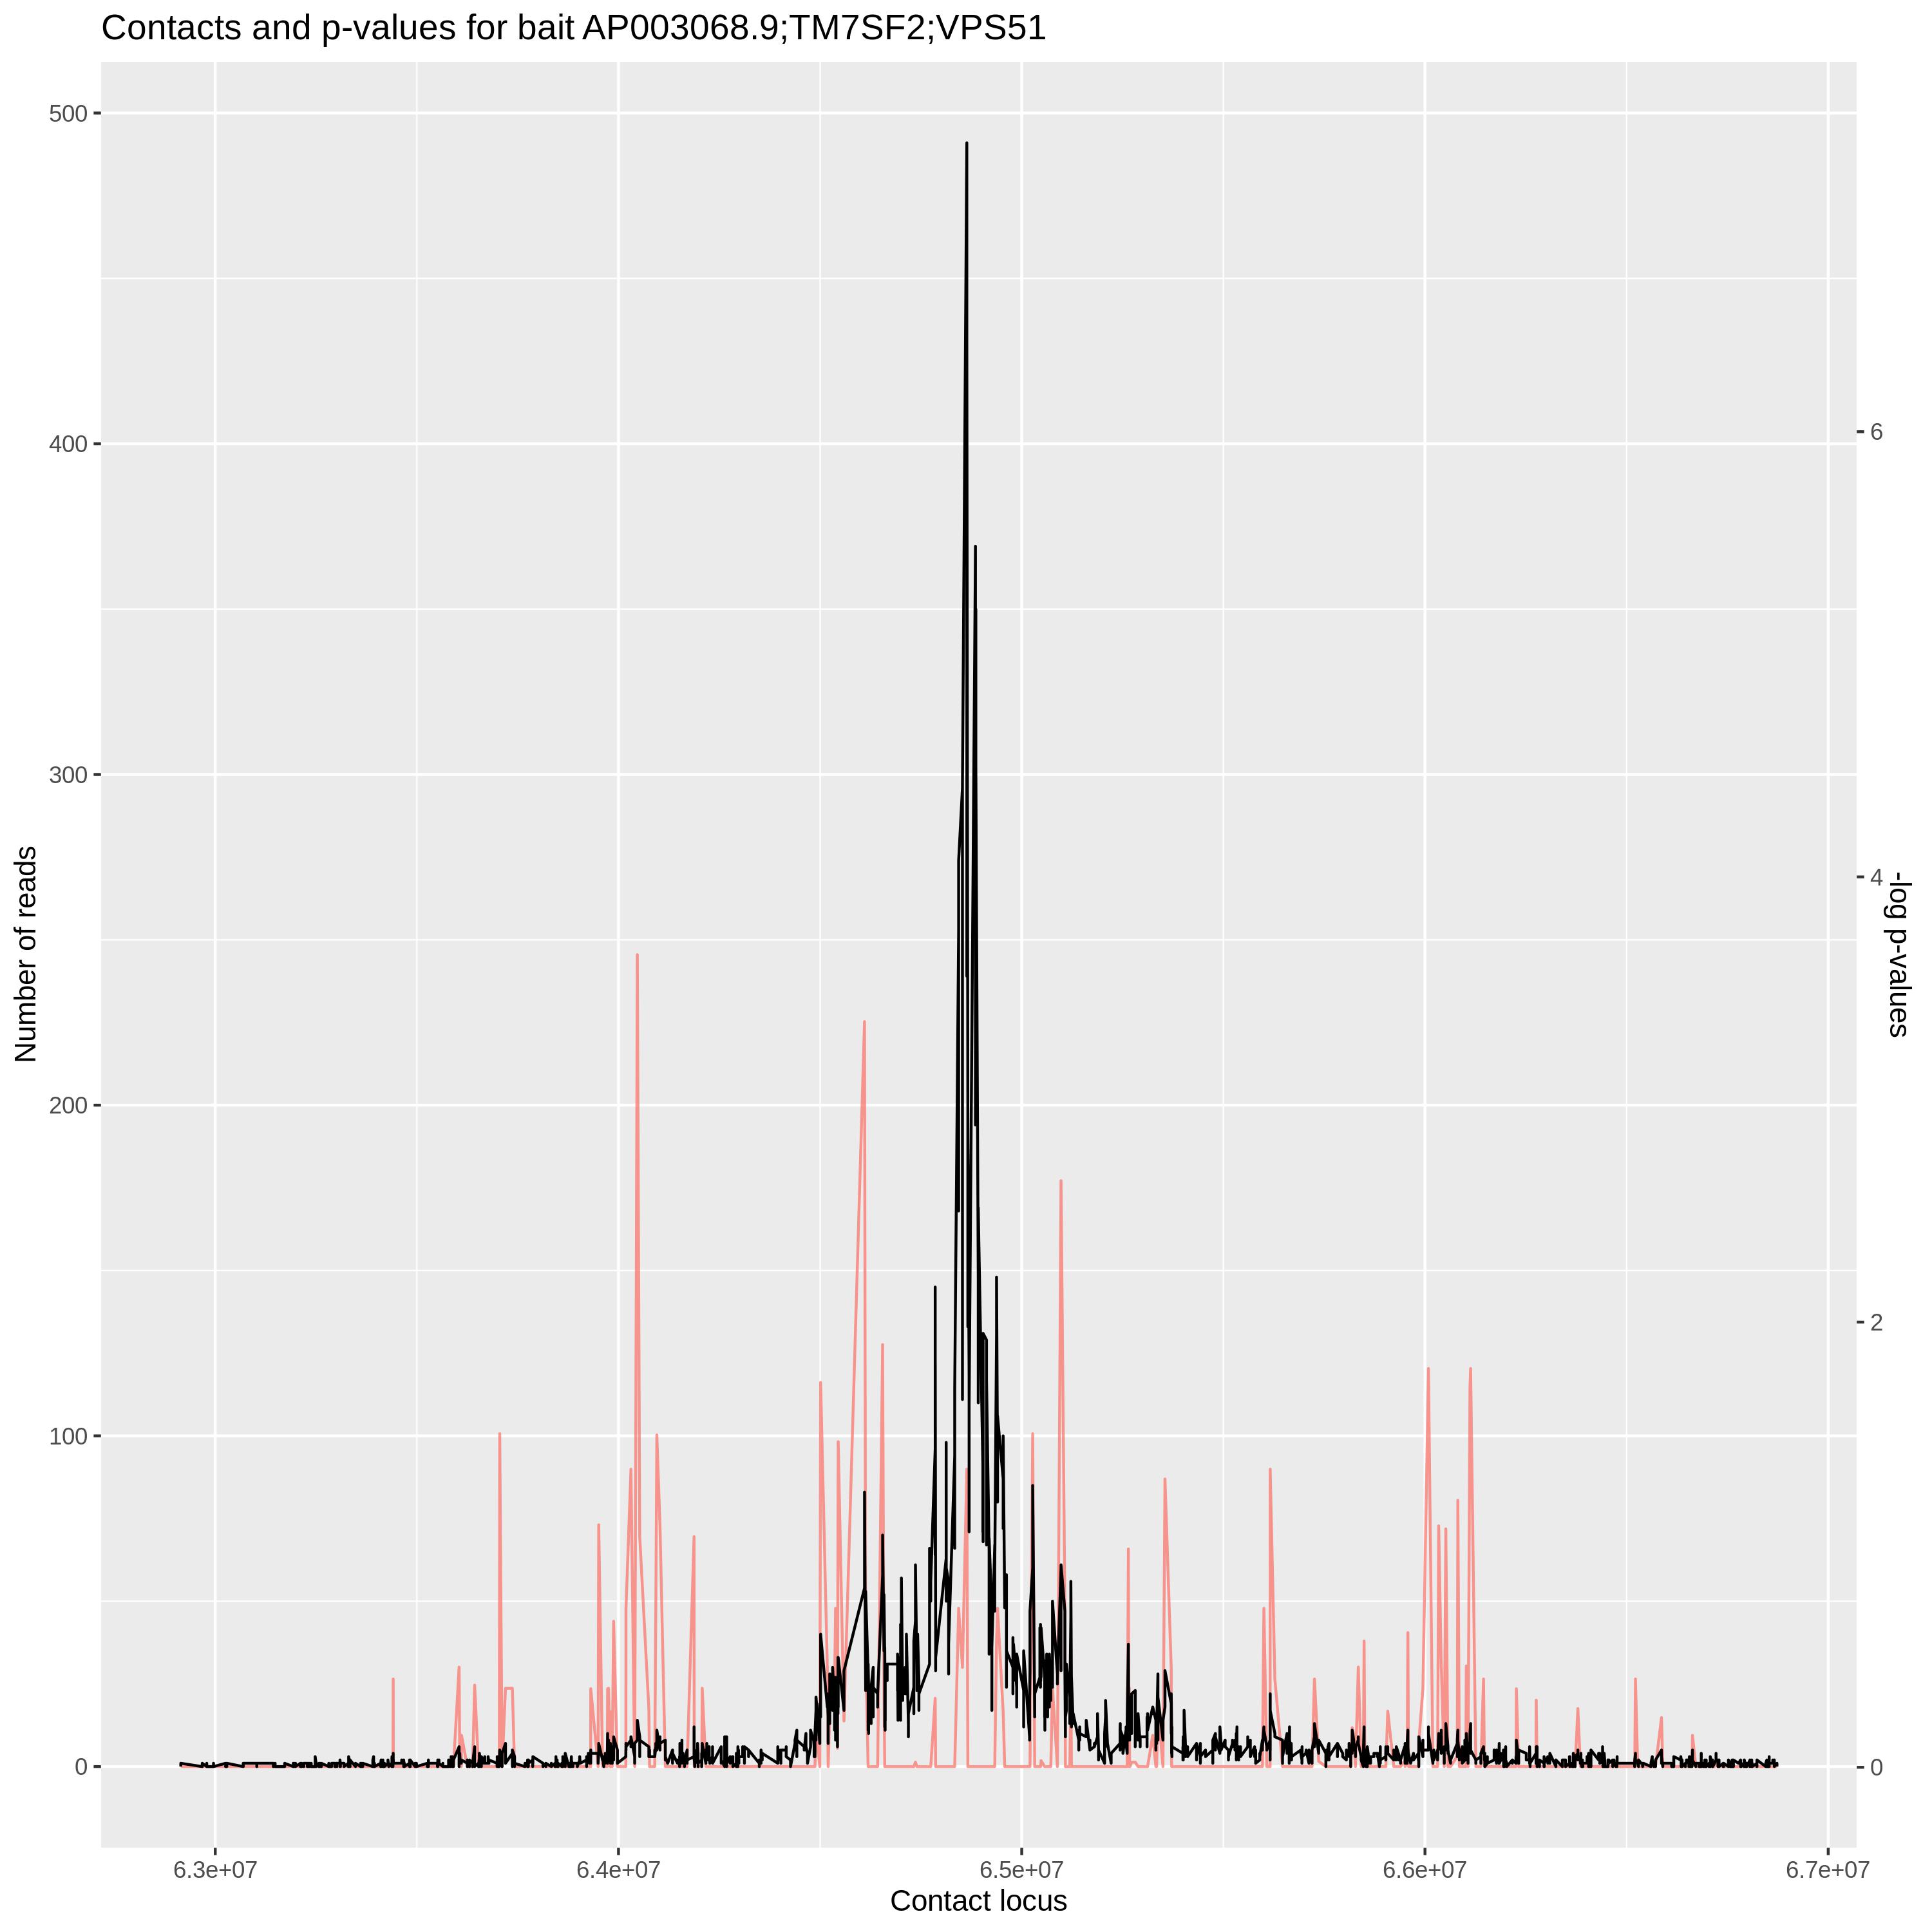 Contacts and p-values for bait AP003068.9;TM7SF2;VPS51
500
400
300
200
100
0
Number of reads
6
4
2
0
-log p-values
6.3e+07
6.4e+07
6.5e+07
6.6e+07
6.7e+07
Contact locus